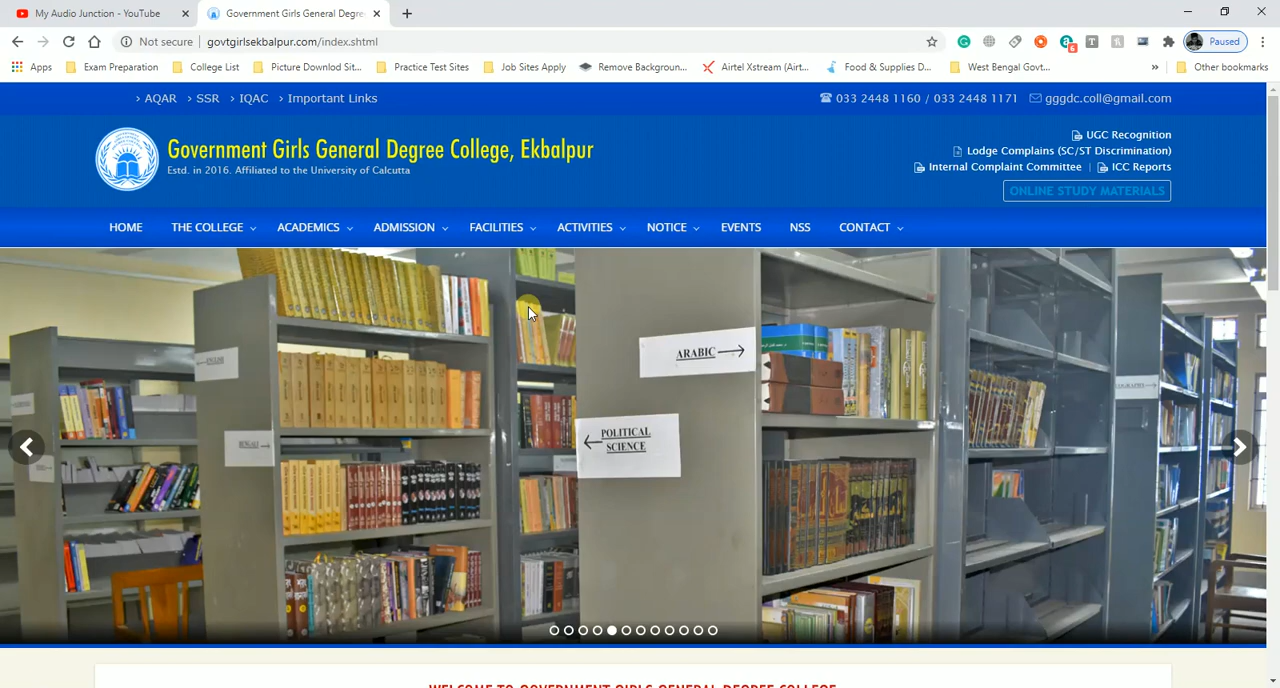 My Audio Junction - YouTube
Government Girls General Degre
Not secure | govtgirlsekbalpur.com/index.shtml
6
T
Paused
Apps
Exam Preparation
College List
Picture Downlod Sit...
Practice Test Sites
Job Sites Apply
Remove Backgroun...
Airtel Xstream (Airt...
Food & Supplies D...
West Bengal Govt...
»
Other bookmarks
› AQAR › SSR › IQAC › Important Links
033 2448 1160 / 033 2448 1171 gggdc.coll@gmail.com
Government Girls General Degree College, Ekbalpur
Estd. in 2016. Affiliated to the University of Calcutta
UGC Recognition
Lodge Complains (SC/ST Discrimination)
Internal Complaint Committee | ICC Reports
ONLINE STUDY MATERIALS
HOME THE COLLEGE ACADEMICS ADMISSION FACILITIES ACTIVITIES NOTICE EVENTS NSS CONTACT
ARABIC
POLITICAL
SCIENCE
BENGALI
WELCOME TO GOVERNMENT GIRLS GENERAL DEGREE COLLEGE